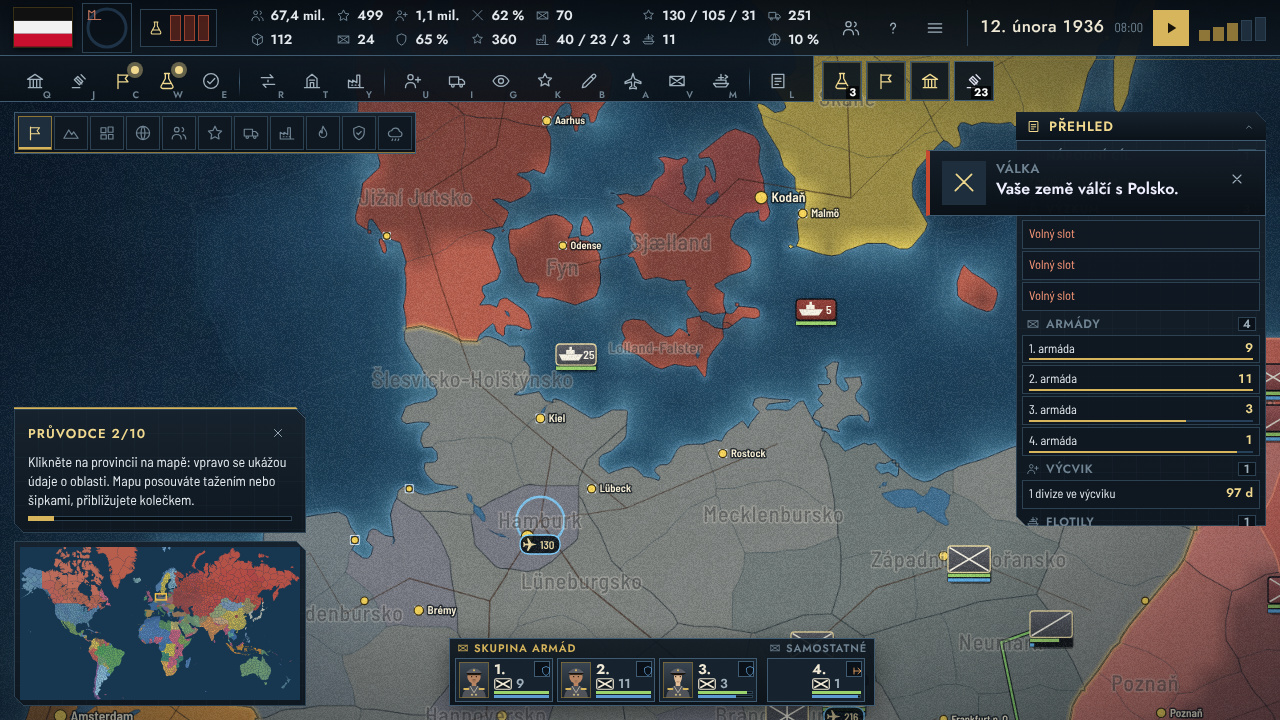 67,4 mil.
499
1,1 mil.
62 %
70
130 / 105 / 31
251
112
24
65 %
360
40 / 23 / 3
11
10 %
?
12. února 1936
08:00
Q
J
C
W
E
R
T
Y
U
I
G
K
B
A
V
M
L
3
23
Skåne
PŘEHLED
VÁLKA
Vaše země válčí s Polskem.
Volný slot
Volný slot
Volný slot
ARMÁDY
4
1. armáda
9
2. armáda
11
3. armáda
3
4. armáda
1
VÝCVIK
1
1 divize ve výcviku
97 d
FLOTILY
1
Aarhus
Jižní Jutsko
Kodaň
Malmö
Odense
Sjælland
Fyn
5
25
Lolland-Falster
Šlesvicko-Holštýnsko
Kiel
Rostock
Lübeck
Hamburk
130
Mecklenbursko
Lüneburgsko
Brémy
Poznaň
Poznaň
Frankfurt n. O.
Amsterdam
216
PRŮVODCE 2/10
Klikněte na provincii na mapě: vpravo se ukážou
údaje o oblasti. Mapu posouváte tažením nebo
šipkami, přibližujete kolečkem.
SKUPINA ARMÁD
SAMOSTATNÉ
1.
9
2.
11
3.
3
4.
1